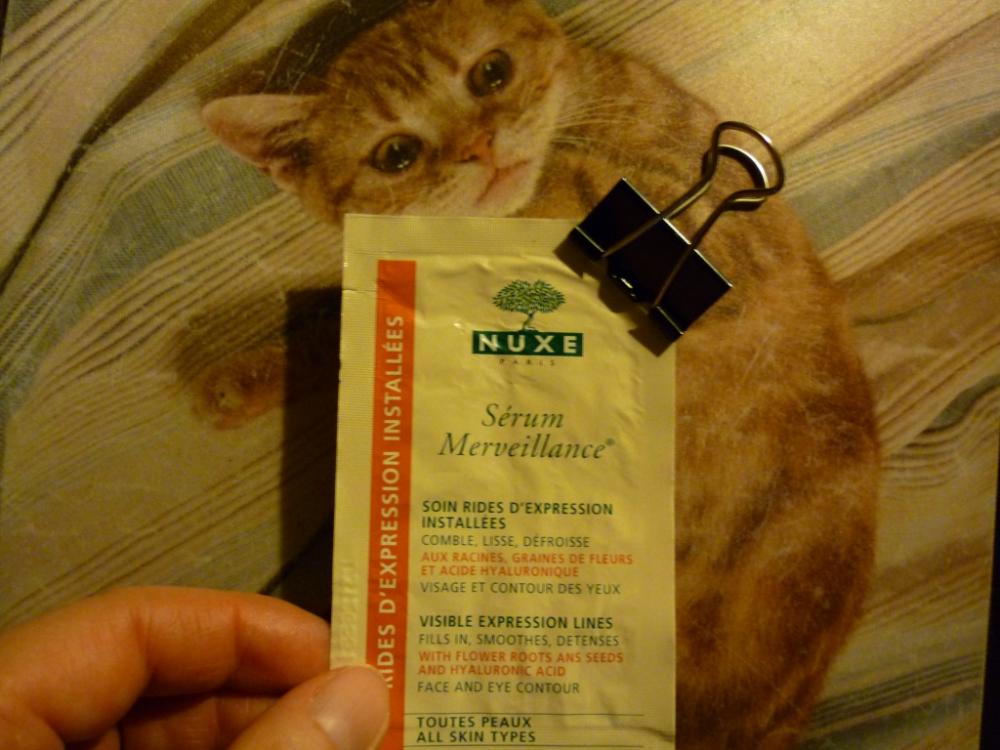 NUXE
PARIS
Sérum
Merveillance®
SOIN RIDES D'EXPRESSION
INSTALLÉES
COMBLE, LISSE, DÉFROISSE
AUX RACINES, GRAINES DE FLEURS
ET ACIDE HYALURONIQUE
VISAGE ET CONTOUR DES YEUX
VISIBLE EXPRESSION LINES
FILLS IN, SMOOTHES, DETENSES
WITH FLOWER ROOTS ANS SEEDS
AND HYALURONIC ACID
FACE AND EYE CONTOUR
TOUTES PEAUX
ALL SKIN TYPES
RIDES D'EXPRESSION INSTALLÉES